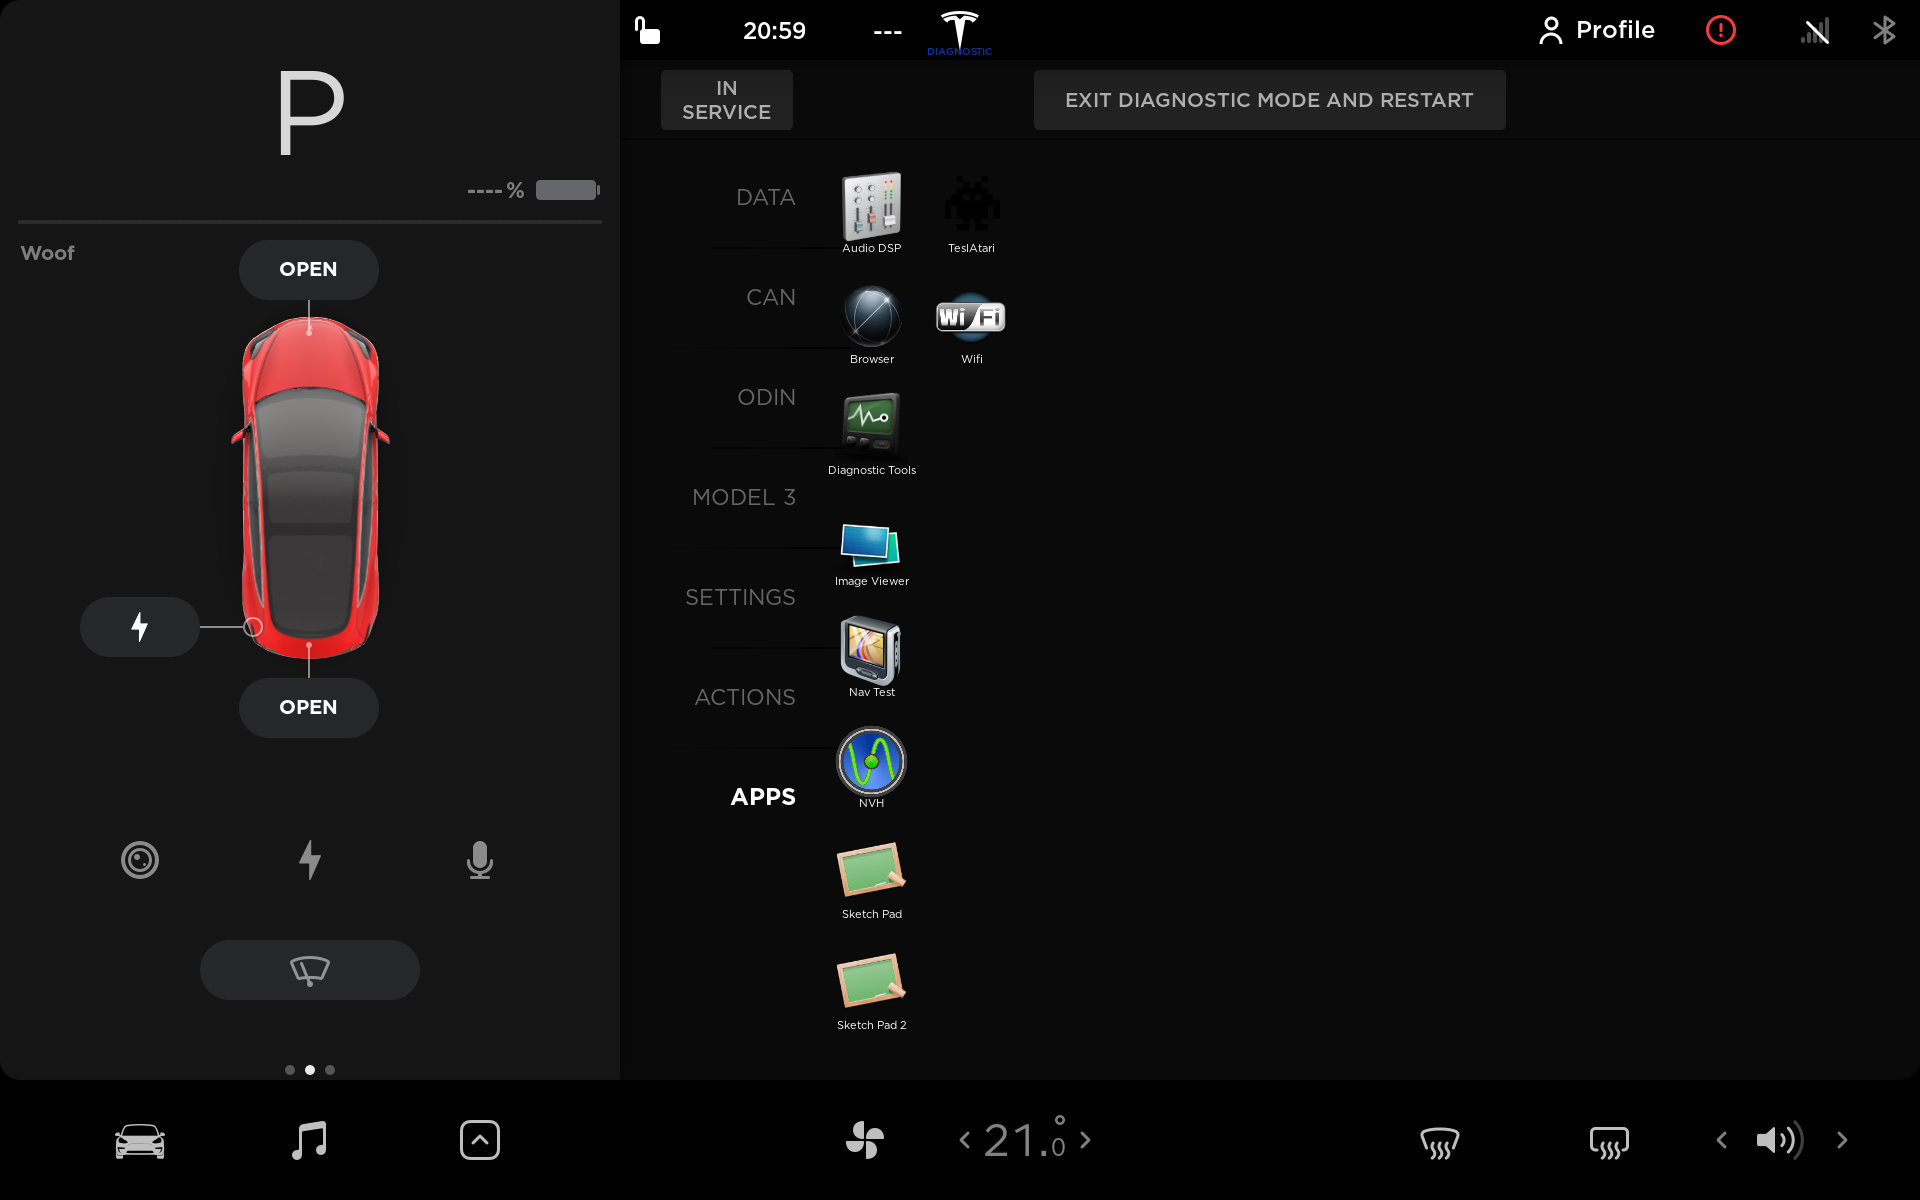 P
----%
Woof
OPEN
OPEN
20:59
---
DIAGNOSTIC
Profile
IN
SERVICE
EXIT DIAGNOSTIC MODE AND RESTART
DATA
CAN
ODIN
MODEL 3
SETTINGS
ACTIONS
APPS
Audio DSP
TeslAtari
Browser
Wi Fi
Wifi
Diagnostic Tools
Image Viewer
Nav Test
NVH
Sketch Pad
Sketch Pad 2
21.0°